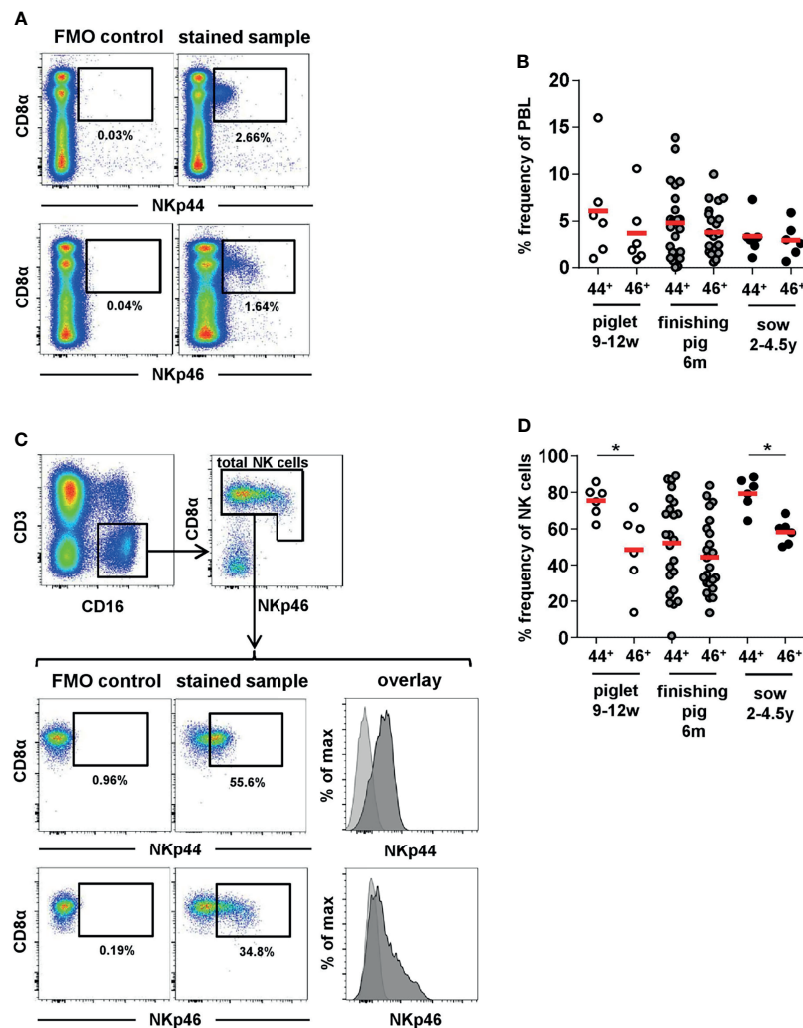 A
FMO control stained sample
CD8α
0.03% 2.66%
NKp44
CD8α
0.04% 1.64%
NKp46
B
% frequency of PBL
20
15
10
5
0
44+ 46+ 44+ 46+ 44+ 46+
piglet finishing sow
9-12w pig 2-4.5y
6m
C
CD3
CD16
total NK cells
CD8α
NKp46
FMO control stained sample overlay
CD8α
0.96% 55.6%
NKp44
% of max
NKp44
CD8α
0.19% 34.8%
NKp46
% of max
NKp46
D
% frequency of NK cells
* *
100
80
60
40
20
0
44+ 46+ 44+ 46+ 44+ 46+
piglet finishing sow
9-12w pig 2-4.5y
6m